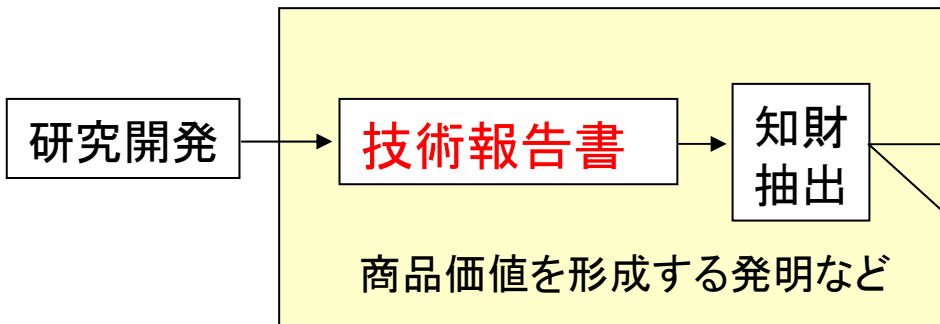 研究開発
技術報告書
知財
抽出
商品価値を形成する発明など